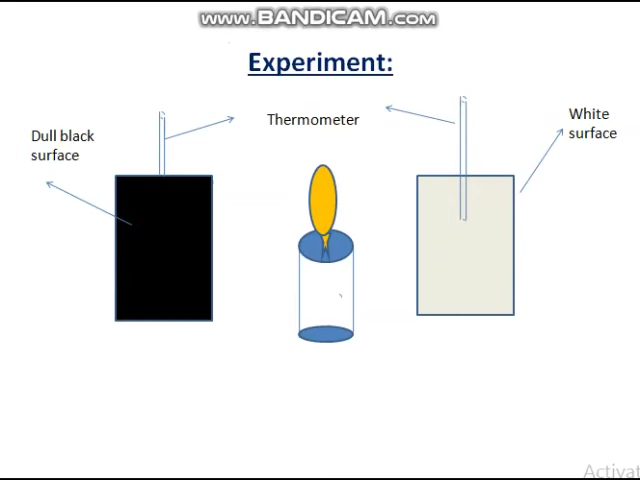 www.BANDICAM.com
Experiment:
Thermometer
White
surface
Dull black
surface
Activat